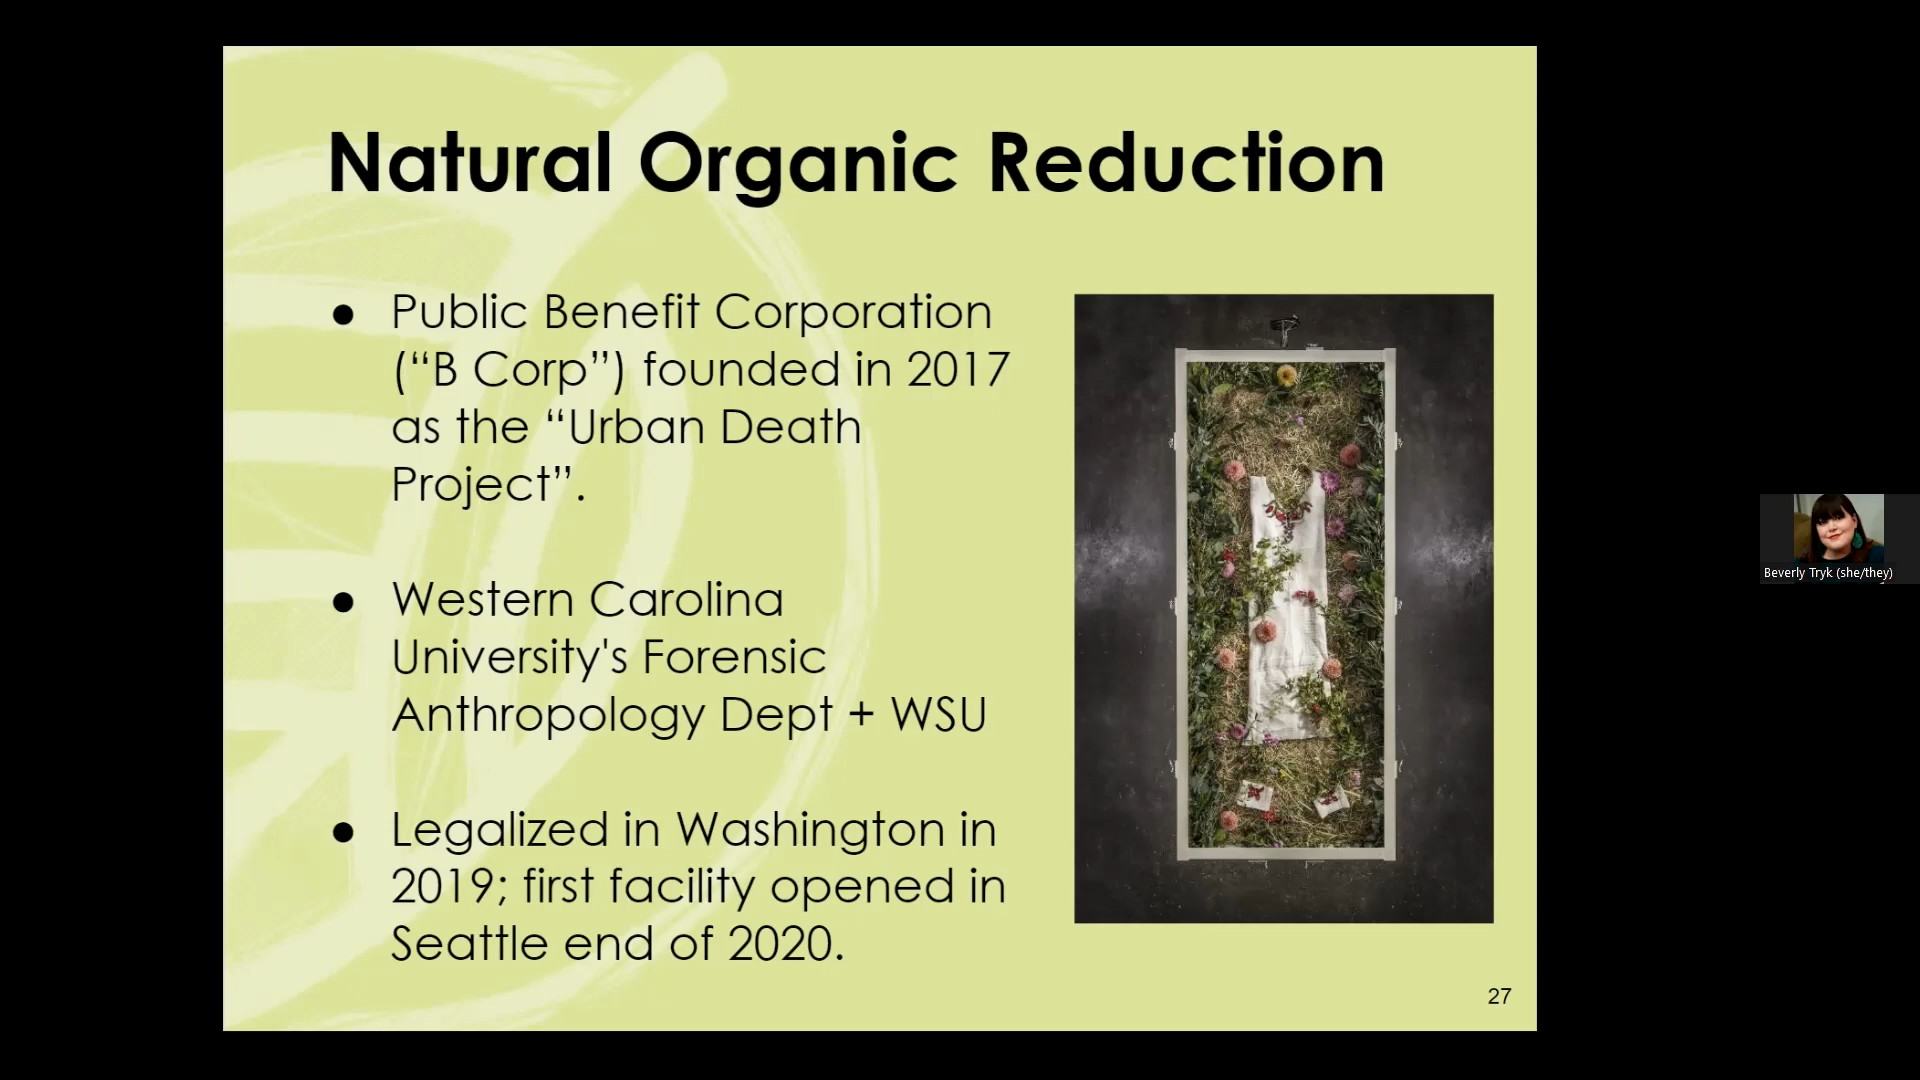 Natural Organic Reduction
● Public Benefit Corporation
(“B Corp”) founded in 2017
as the “Urban Death
Project”.
● Western Carolina
University's Forensic
Anthropology Dept + WSU
● Legalized in Washington in
2019; first facility opened in
Seattle end of 2020.
27
Beverly Tryk (she/they)